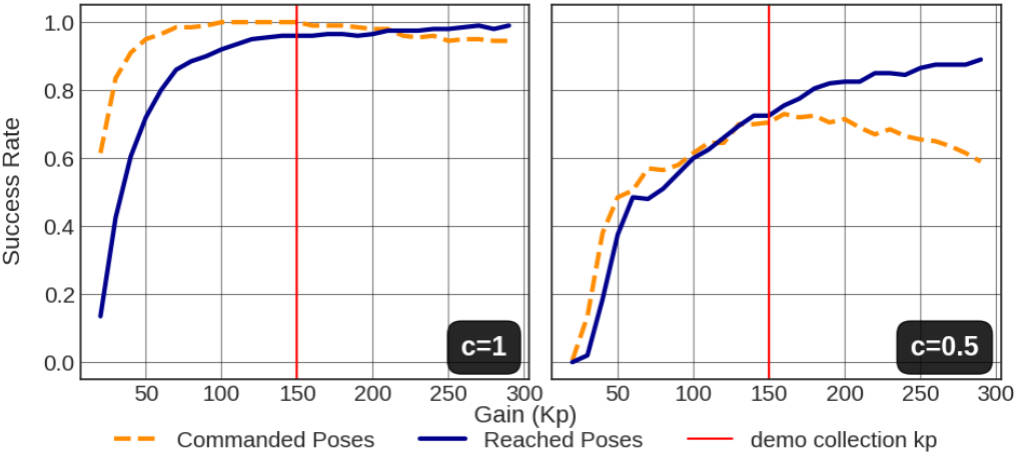 Success Rate
1.0
0.8
0.6
0.4
0.2
0.0
c=1
c=0.5
50 100 150 200 250 300 50 100 150 200 250 300
Gain (Kp)
Commanded Poses Reached Poses demo collection kp